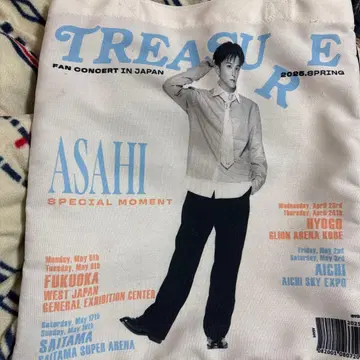 TREASURE
FAN CONCERT IN JAPAN
2025.SPRING
ASAHI
SPECIAL MOMENT
Wednesday, April 23rd
Thursday, April 24th
HYOGO
GLION ARENA KOBE
Friday, May 2nd
Saturday, May 3rd
AICHI
AICHI SKY EXPO
Monday, May 5th
Tuesday, May 6th
FUKUOKA
WEST JAPAN
GENERAL EXHIBITION CENTER
Saturday, May 17th
Sunday, May 18th
SAITAMA
SAITAMA SUPER ARENA